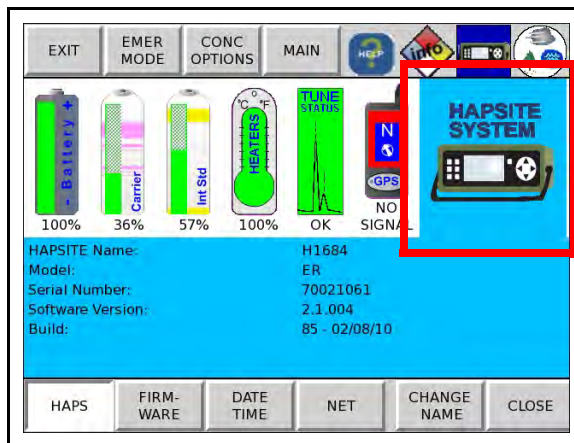 EXIT
EMER MODE
CONC OPTIONS
MAIN
HELP
info
- Battery +
Carrier
Int Std
°C °F
HEATERS
TUNE
STATUS
N
GPS
HAPSITE
SYSTEM
100%
36%
57%
100%
OK
NO SIGNAL
HAPSITE Name: H1684
Model: ER
Serial Number: 70021061
Software Version: 2.1.004
Build: 85 - 02/08/10
HAPS
FIRM-
WARE
DATE
TIME
NET
CHANGE
NAME
CLOSE